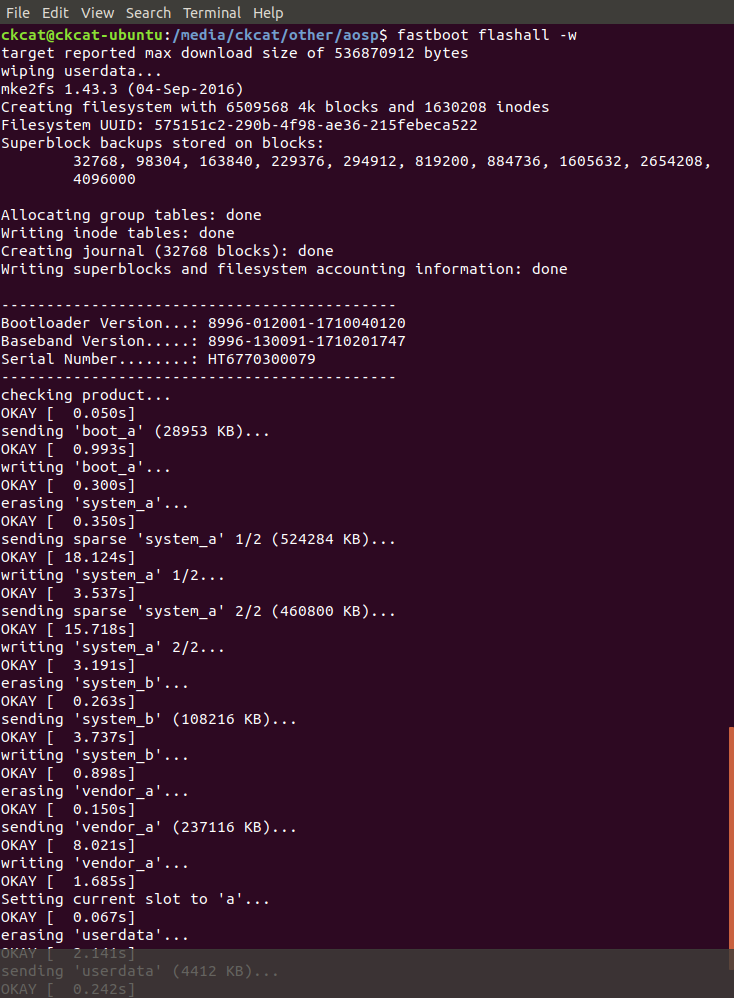 File Edit View Search Terminal Help
ckcat@ckcat-ubuntu:/media/ckcat/other/aosp$ fastboot flashall -w
target reported max download size of 536870912 bytes
wiping userdata...
mke2fs 1.43.3 (04-Sep-2016)
Creating filesystem with 6509568 4k blocks and 1630208 inodes
Filesystem UUID: 575151c2-290b-4f98-ae36-215febeca522
Superblock backups stored on blocks:
32768, 98304, 163840, 229376, 294912, 819200, 884736, 1605632, 2654208,
4096000
Allocating group tables: done
Writing inode tables: done
Creating journal (32768 blocks): done
Writing superblocks and filesystem accounting information: done
--------------------------------------------
Bootloader Version...: 8996-012001-1710040120
Baseband Version.....: 8996-130091-1710201747
Serial Number........: HT6770300079
--------------------------------------------
checking product...
OKAY [  0.050s]
sending 'boot_a' (28953 KB)...
OKAY [  0.993s]
writing 'boot_a'...
OKAY [  0.300s]
erasing 'system_a'...
OKAY [  0.350s]
sending sparse 'system_a' 1/2 (524284 KB)...
OKAY [ 18.124s]
writing 'system_a' 1/2...
OKAY [  3.537s]
sending sparse 'system_a' 2/2 (460800 KB)...
OKAY [ 15.718s]
writing 'system_a' 2/2...
OKAY [  3.191s]
erasing 'system_b'...
OKAY [  0.263s]
sending 'system_b' (108216 KB)...
OKAY [  3.737s]
writing 'system_b'...
OKAY [  0.898s]
erasing 'vendor_a'...
OKAY [  0.150s]
sending 'vendor_a' (237116 KB)...
OKAY [  8.021s]
writing 'vendor_a'...
OKAY [  1.685s]
Setting current slot to 'a'...
OKAY [  0.067s]
erasing 'userdata'...
OKAY [  2.141s]
sending 'userdata' (4412 KB)...
OKAY [  0.242s]